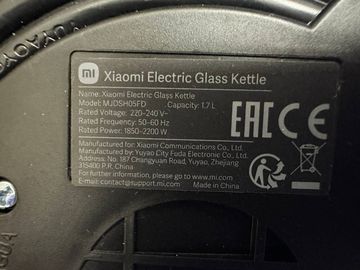 mi Xiaomi Electric Glass Kettle
Name: Xiaomi Electric Glass Kettle
Model: MJDSH05FD Capacity: 1.7 L
Rated Voltage: 220-240 V~
Rated Frequency: 50-60 Hz
Rated Power: 1850-2200 W
EAC CE
Manufactured for: Xiaomi Communications Co., Ltd.
Manufactured by: Yuyao City Fuda Electronic Co., Ltd.
Address: No. 187 Changyuan Road, Yuyao, Zhejiang
315400 P.R. China
For further information, please go to www.mi.com
E-mail: contact@support.mi.com